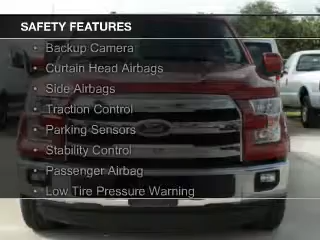 SAFETY FEATURES
• Backup Camera
• Curtain Head Airbags
• Side Airbags
• Traction Control
• Parking Sensors
• Stability Control
• Passenger Airbag
• Low Tire Pressure Warning